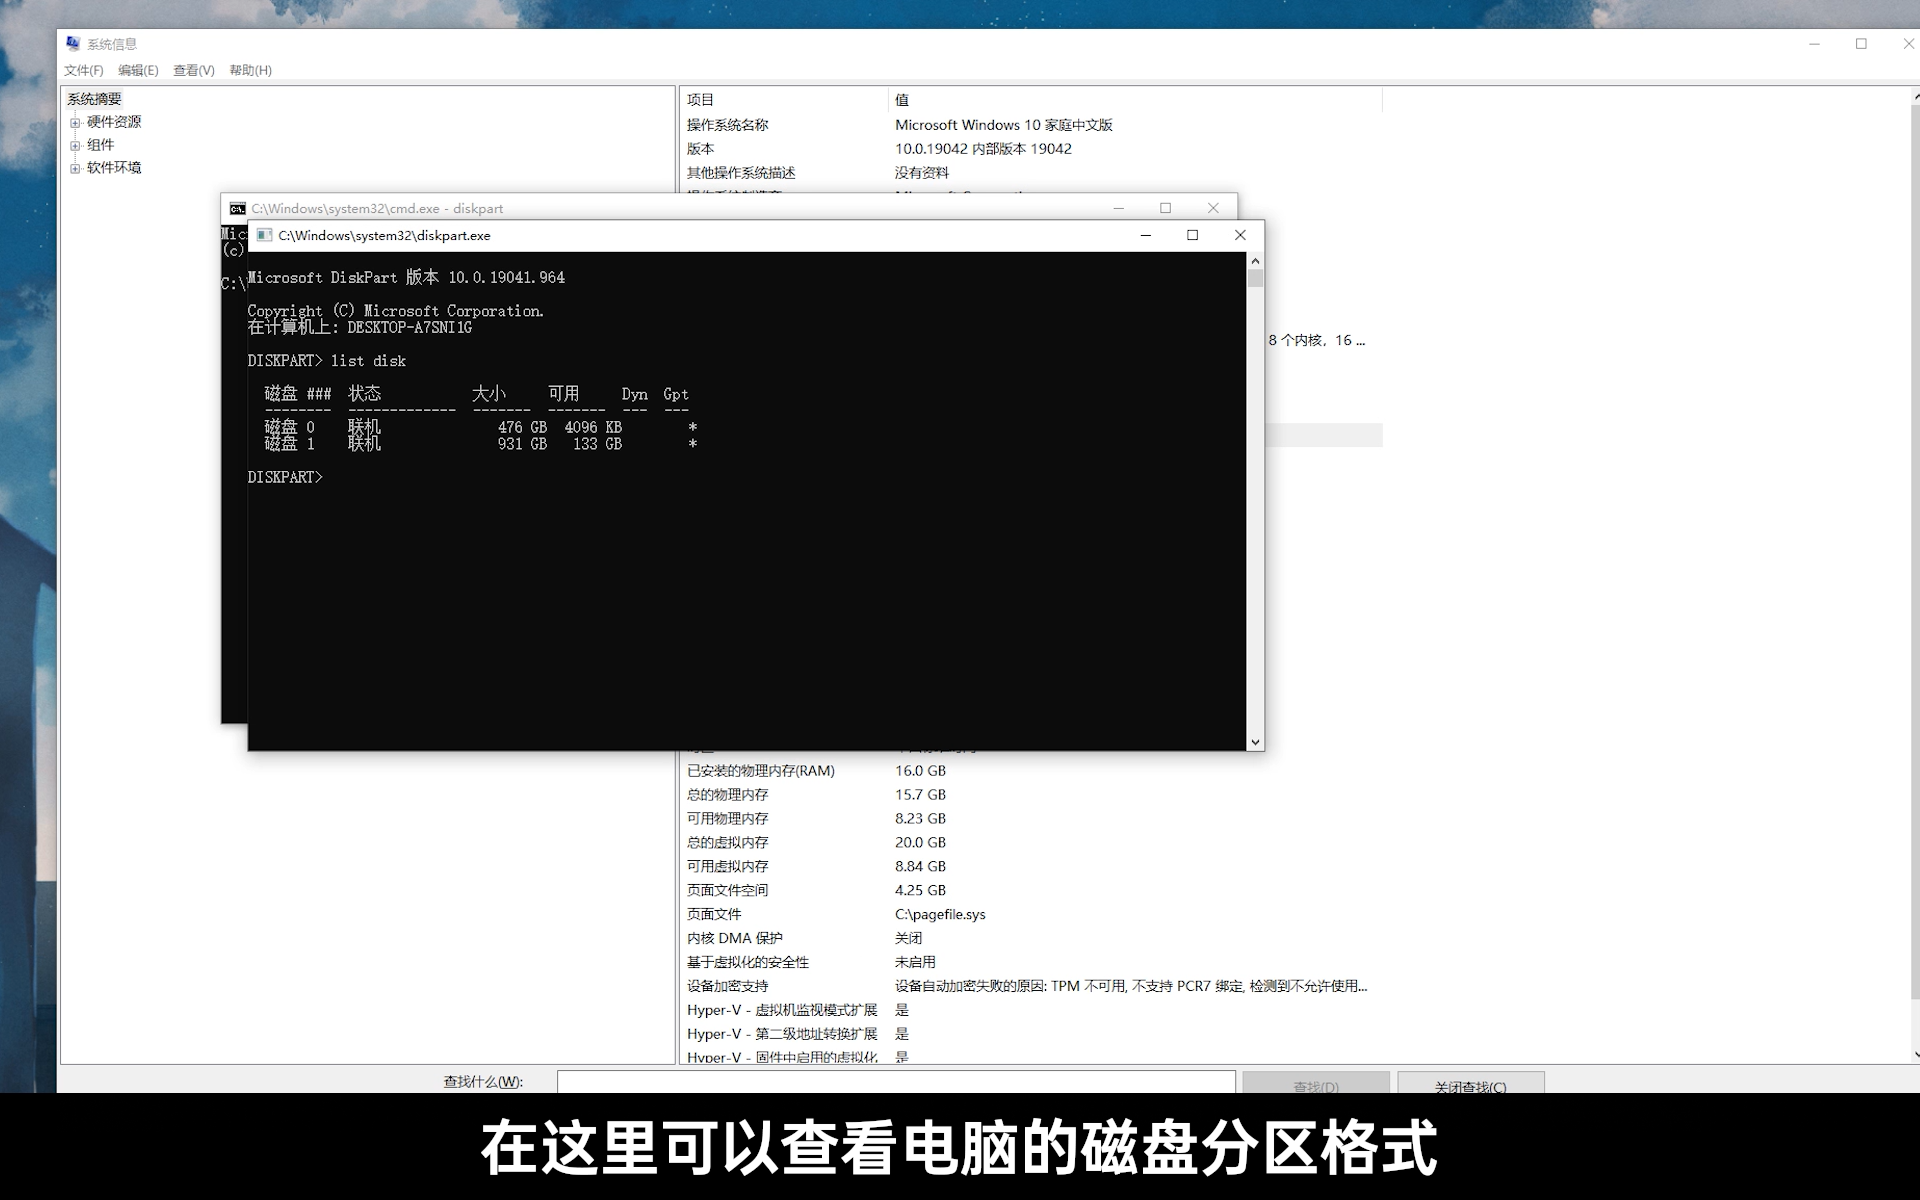 系统信息
文件(F) 编辑(E) 查看(V) 帮助(H)
系统摘要
硬件资源
组件
软件环境
项目 值
操作系统名称 Microsoft Windows 10 家庭中文版
版本 10.0.19042 内部版本 19042
其他操作系统描述 没有资料
C:\Windows\system32\cmd.exe - diskpart
Mic
(c)
C:\
C:\Windows\system32\diskpart.exe
Microsoft DiskPart 版本 10.0.19041.964
Copyright (C) Microsoft Corporation.
在计算机上: DESKTOP-A7SNI1G
DISKPART> list disk
磁盘 ### 状态 大小 可用 Dyn Gpt
-------- ------------- ------- ------- --- ---
磁盘 0 联机 476 GB 4096 KB *
磁盘 1 联机 931 GB 133 GB *
DISKPART>
8 个内核，16 ...
已安装的物理内存(RAM) 16.0 GB
总的物理内存 15.7 GB
可用物理内存 8.23 GB
总的虚拟内存 20.0 GB
可用虚拟内存 8.84 GB
页面文件空间 4.25 GB
页面文件 C:\pagefile.sys
内核 DMA 保护 关闭
基于虚拟化的安全性 未启用
设备加密支持 设备自动加密失败的原因: TPM 不可用, 不支持 PCR7 绑定, 检测到不允许使用...
Hyper-V - 虚拟机监视模式扩展 是
Hyper-V - 第二级地址转换扩展 是
Hyper-V - 固件中启用的虚拟化 是
查找什么(W):
查找(D)
关闭查找(C)
在这里可以查看电脑的磁盘分区格式